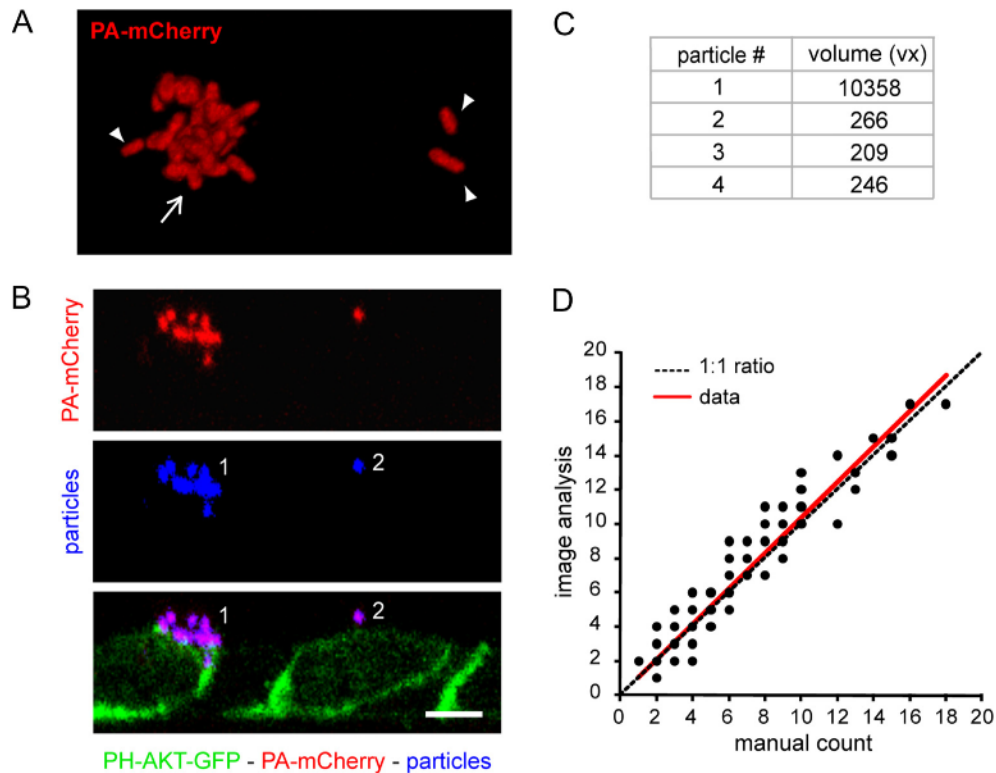 A
PA-mCherry
B
PA-mCherry
particles
1
2
1
2
PH-AKT-GFP - PA-mCherry - particles
C
particle # volume (vx)
1 10358
2 266
3 209
4 246
D
1:1 ratio
data
image analysis
20
18
16
14
12
10
8
6
4
2
0
0 2 4 6 8 10 12 14 16 18 20
manual count